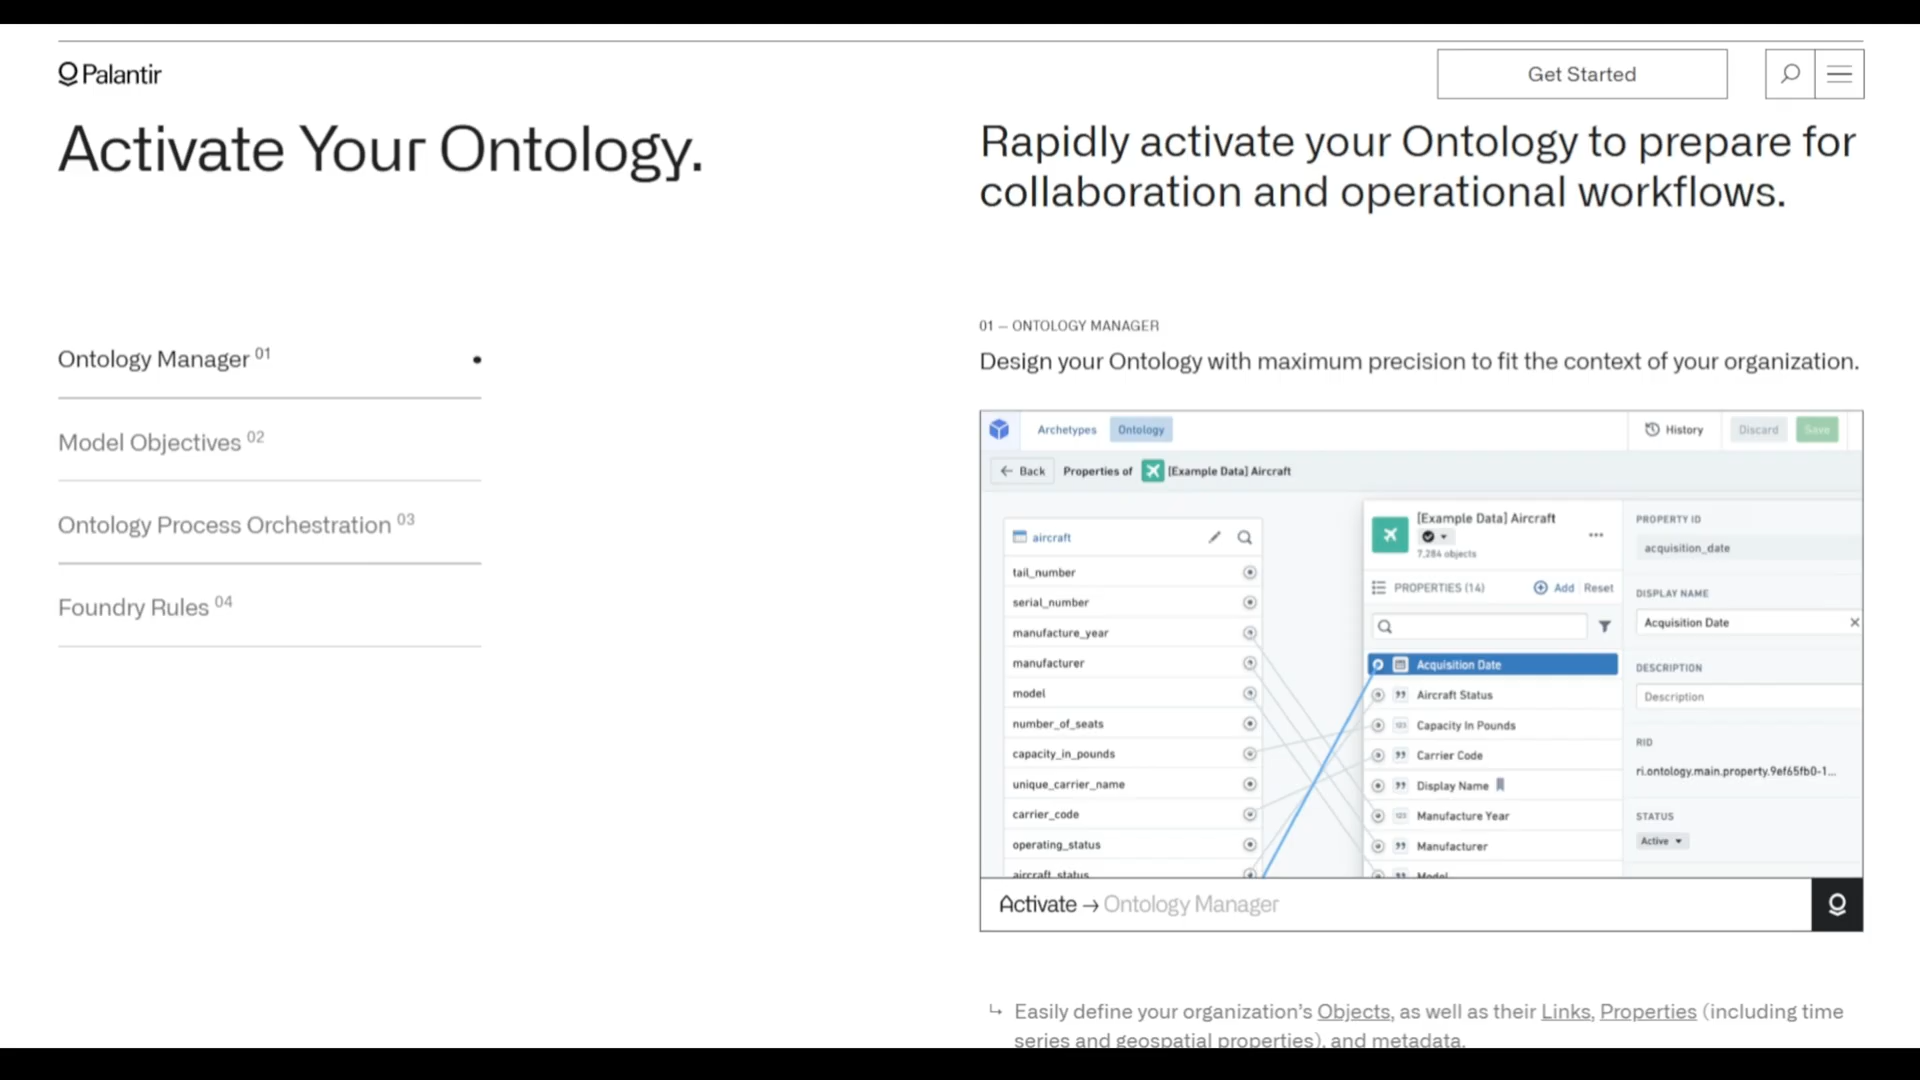 Palantir
Get Started
Activate Your Ontology.
Rapidly activate your Ontology to prepare for
collaboration and operational workflows.
Ontology Manager 01
Model Objectives 02
Ontology Process Orchestration 03
Foundry Rules 04
01 — ONTOLOGY MANAGER
Design your Ontology with maximum precision to fit the context of your organization.
Archetypes Ontology History Discard Save
Back Properties of [Example Data] Aircraft
aircraft
tail_number
serial_number
manufacture_year
manufacturer
model
number_of_seats
capacity_in_pounds
unique_carrier_name
carrier_code
operating_status
aircraft_status
[Example Data] Aircraft
7,284 objects
PROPERTIES (14) Add Reset
Acquisition Date
Aircraft Status
Capacity In Pounds
Carrier Code
Display Name
Manufacture Year
Manufacturer
Model
PROPERTY ID
acquisition_date
DISPLAY NAME
Acquisition Date
DESCRIPTION
Description
RID
ri.ontology.main.property.9ef65fb0-1...
STATUS
Active
Activate → Ontology Manager
↳ Easily define your organization’s Objects, as well as their Links, Properties (including time
series and geospatial properties), and metadata.